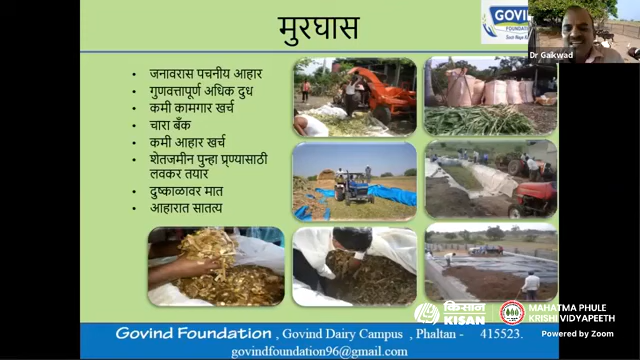 मुरघास
GOVI
FOUNDATION
Dr Gaikwad
• जनावरास पचनीय आहार
• गुणवत्तापूर्ण अधिक दुध
• कमी कामगार खर्च
• चारा बँक
• कमी आहार खर्च
• शेतजमीन पुन्हा प्रण्यासाठी
लवकर तयार
• दुष्काळावर मात
• आहारात सातत्य
किसान
KISAN
MAHATMA PHULE
KRISHI VIDYAPEETH
Powered by Zoom
Govind Foundation , Govind Dairy Campus , Phaltan - 415523.
govindfoundation96@gmail.com